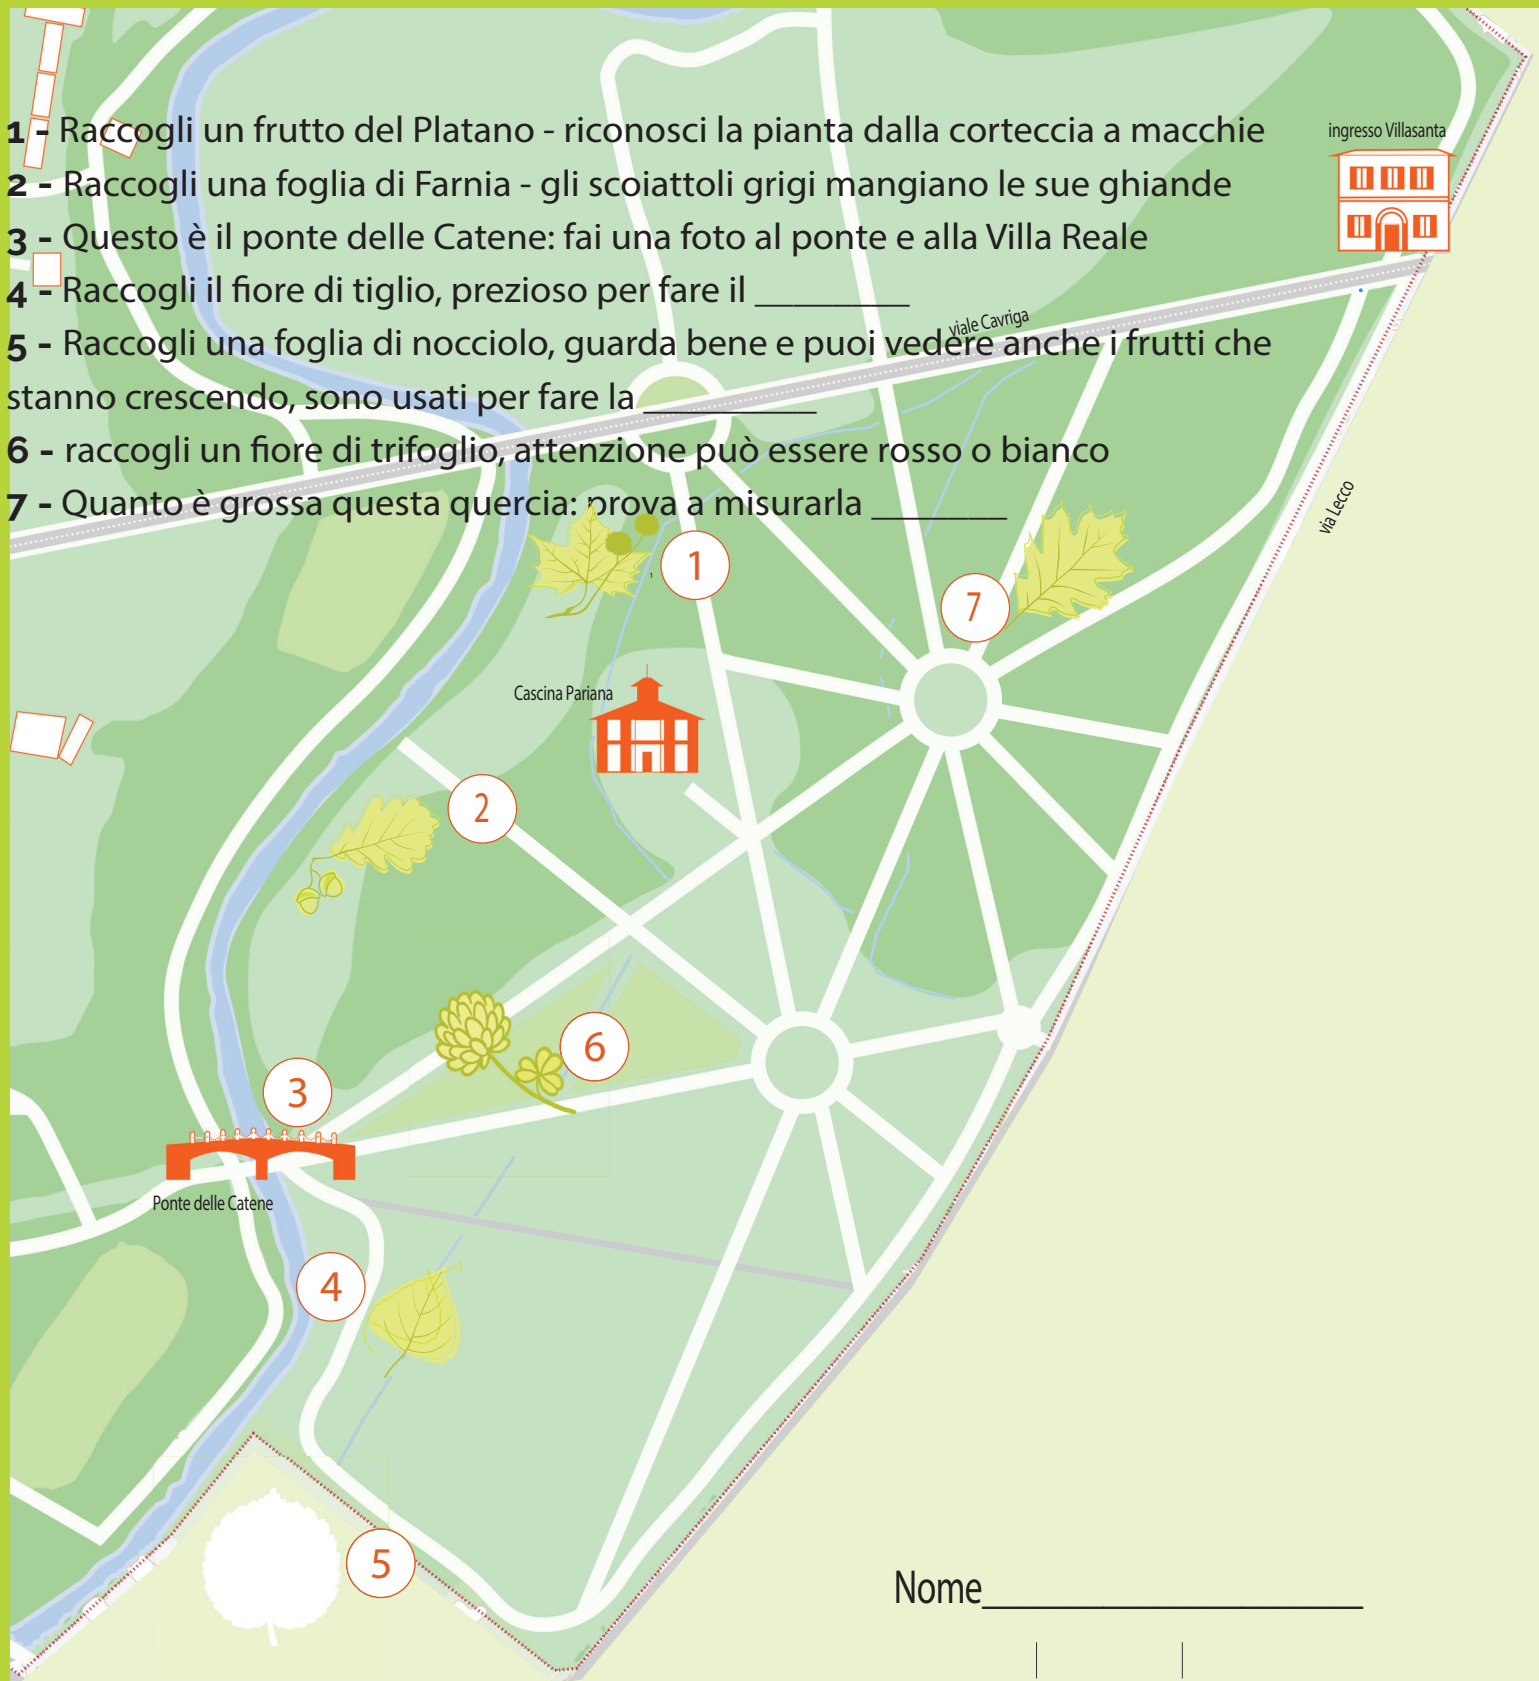 1 - Raccogli un frutto del Platano - riconosci la pianta dalla corteccia a macchie
2 - Raccogli una foglia di Farnia - gli scoiattoli grigi mangiano le sue ghiande
3 - Questo è il ponte delle Catene: fai una foto al ponte e alla Villa Reale
4 - Raccogli il fiore di tiglio, prezioso per fare il ________
5 - Raccogli una foglia di nocciolo, guarda bene e puoi vedere anche i frutti che
stanno crescendo, sono usati per fare la _________
6 - raccogli un fiore di trifoglio, attenzione può essere rosso o bianco
7 - Quanto è grossa questa quercia: prova a misurarla _______
ingresso Villasanta
viale Cavriga
via Lecco
1
1
7
Cascina Pariana
2
6
3
Ponte delle Catene
4
5
Nome____________________